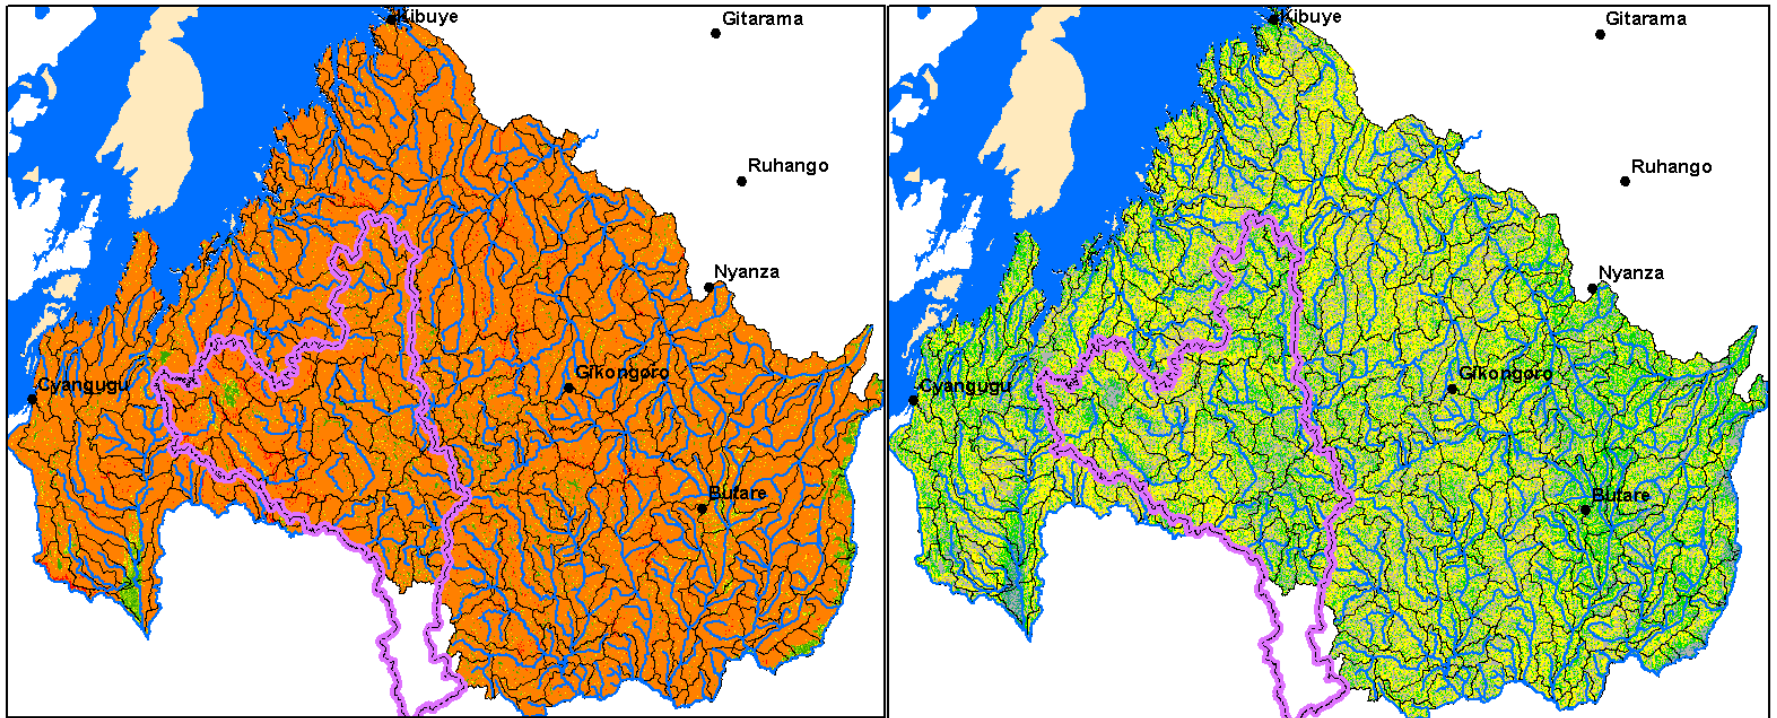 Kibuye
Gitarama
Ruhango
Nyanza
Cyangugu
Gikongoro
Butare
Kibuye
Gitarama
Ruhango
Nyanza
Cyangugu
Gikongoro
Butare